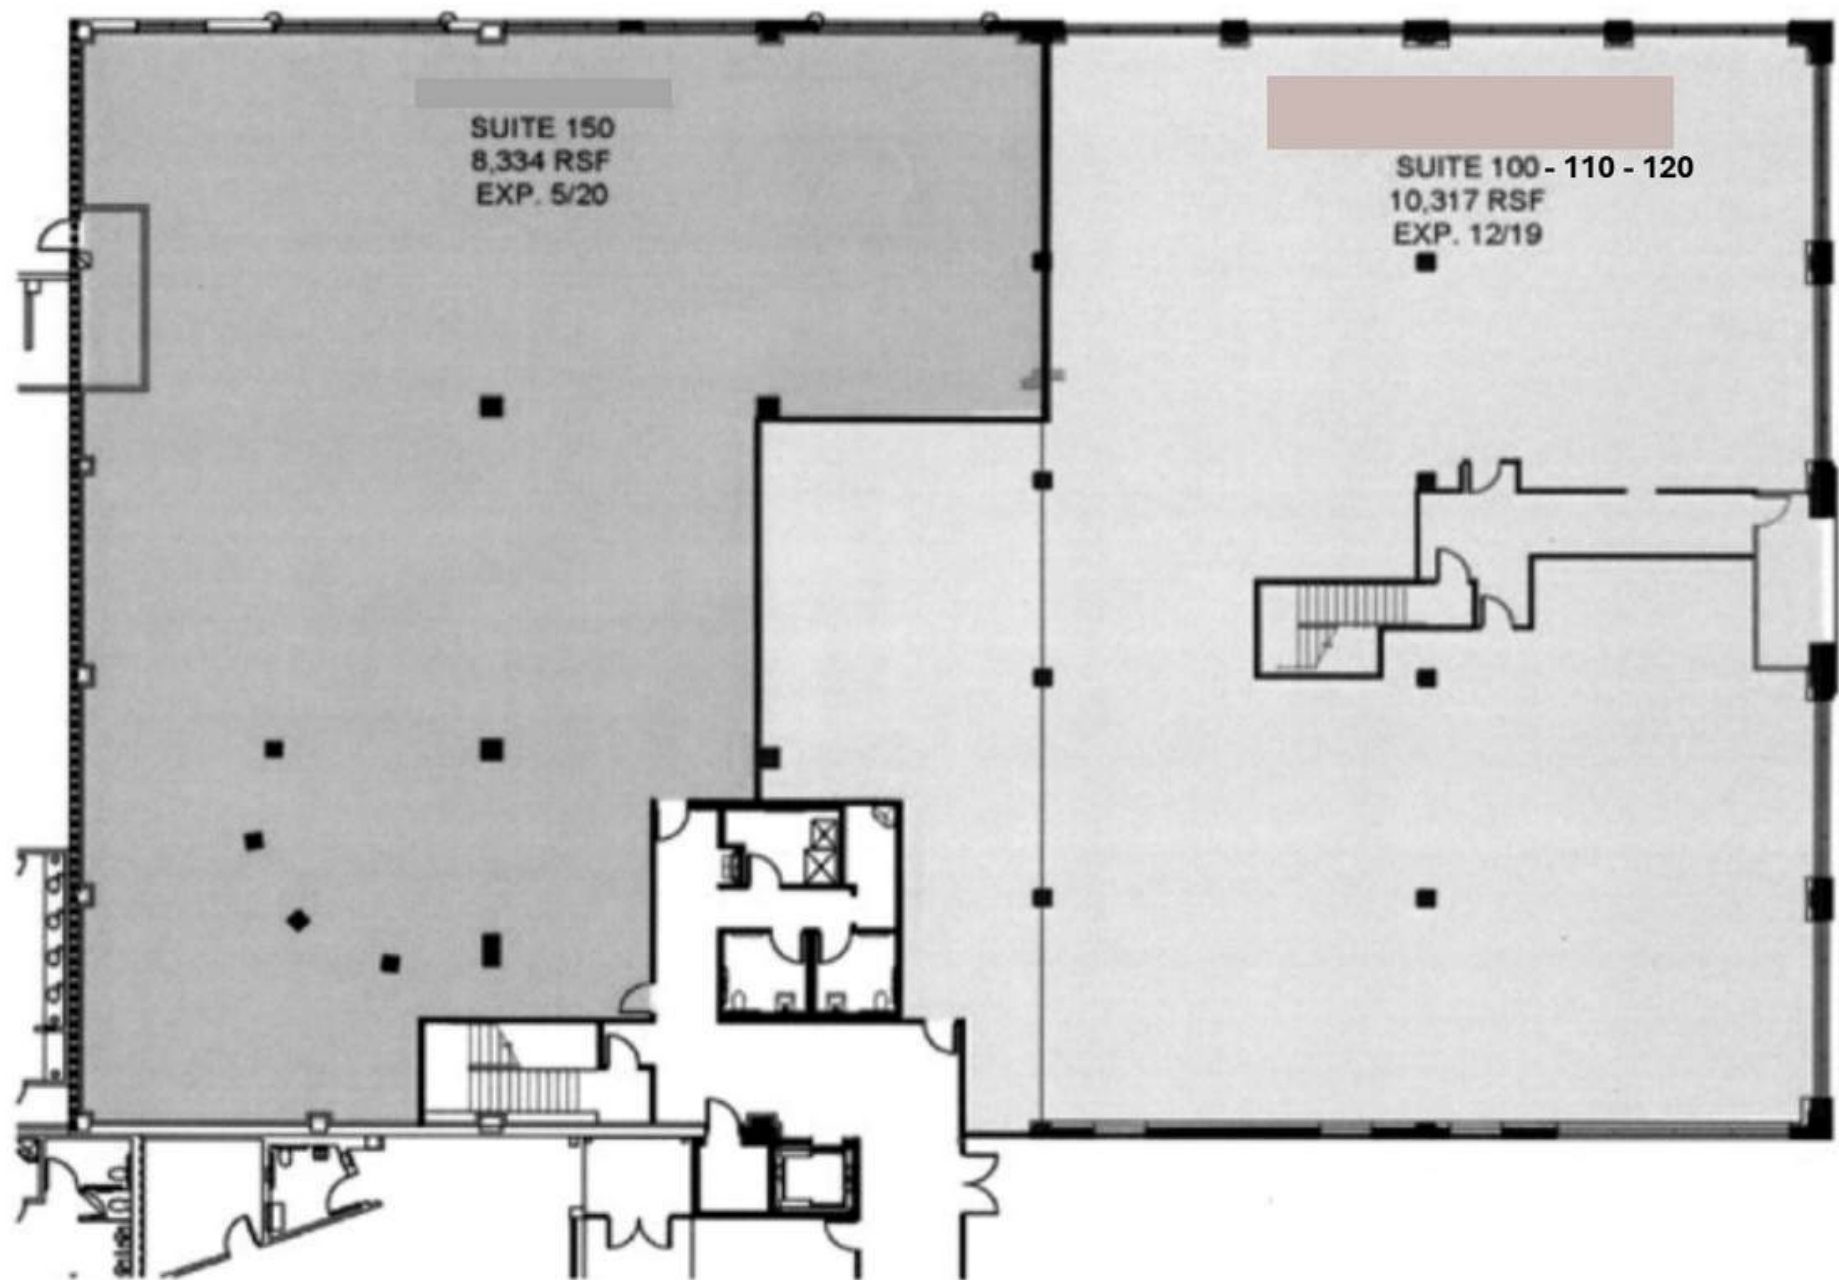 SUITE 150
8,334 RSF
EXP. 5/20
SUITE 100 - 110 - 120
10,317 RSF
EXP. 12/19